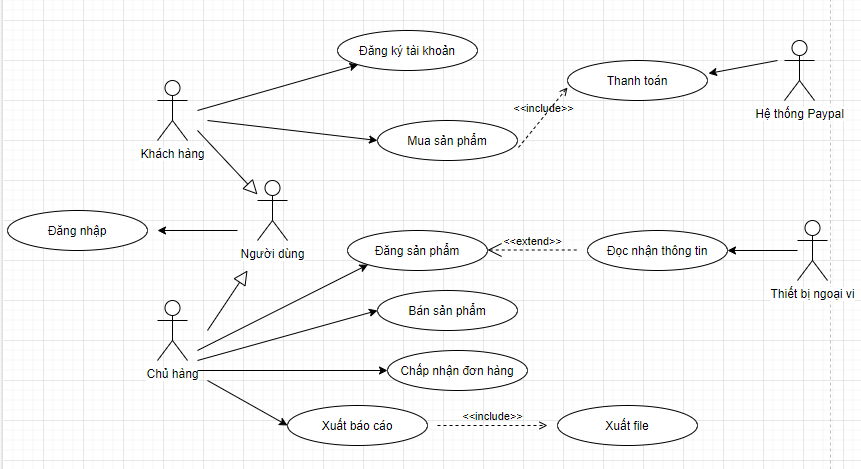 Đăng ký tài khoản
Thanh toán
Hệ thống Paypal
<<include>>
Khách hàng
Mua sản phẩm
Đăng nhập
Người dùng
Đăng sản phẩm
<<extend>>
Đọc nhận thông tin
Thiết bị ngoại vi
Bán sản phẩm
Chủ hàng
Chấp nhận đơn hàng
Xuất báo cáo
<<include>>
Xuất file